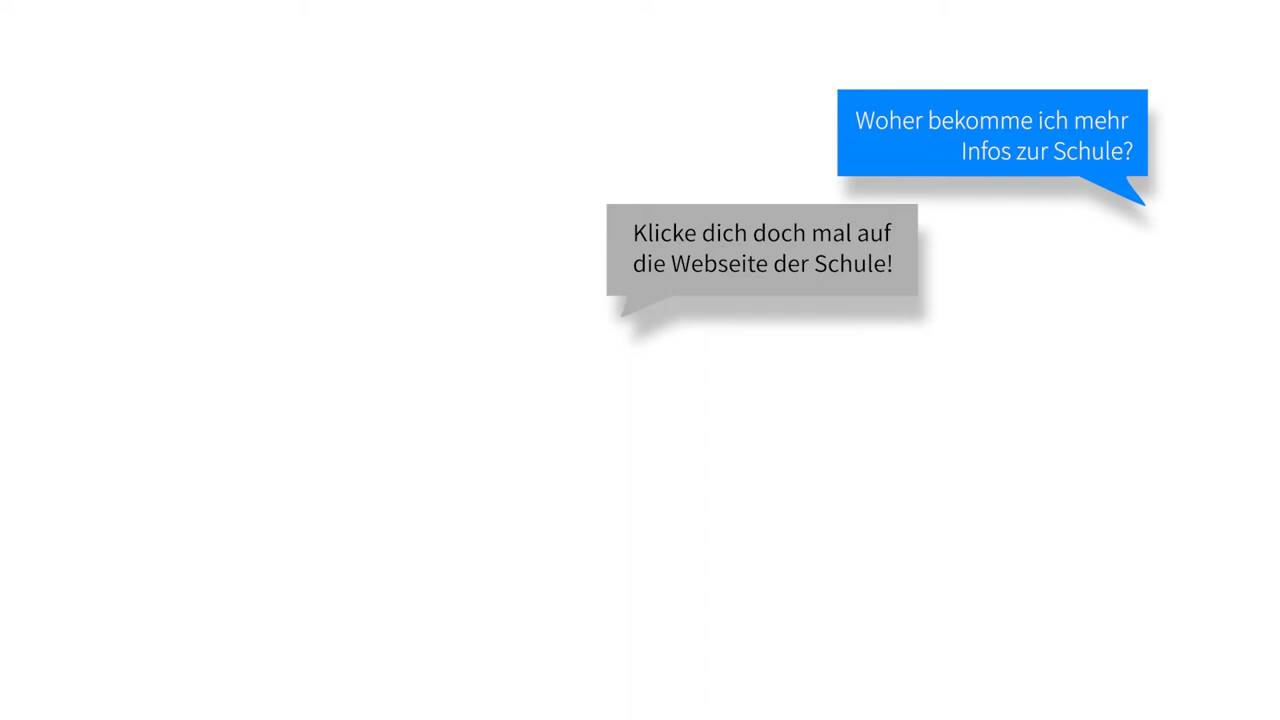 Woher bekomme ich mehr
Infos zur Schule?
Klicke dich doch mal auf
die Webseite der Schule!